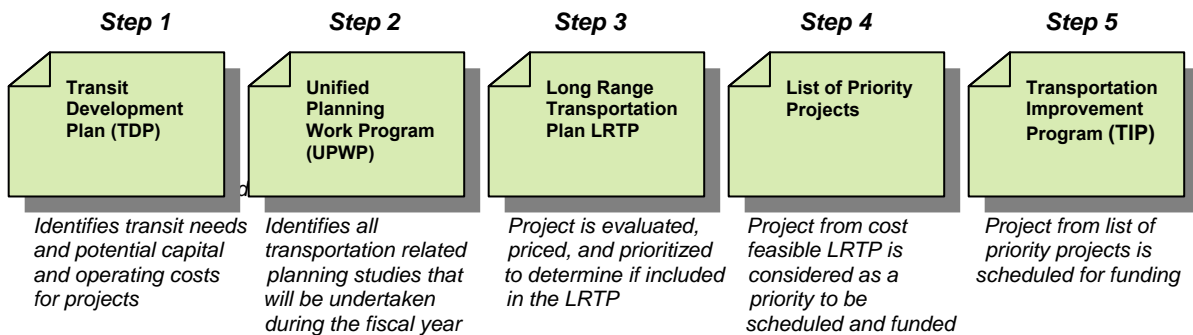 Step 1
Step 2
Step 3
Step 4
Step 5
Transit
Development
Plan (TDP)
Unified
Planning
Work Program
(UPWP)
Long Range
Transportation
Plan LRTP
List of Priority
Projects
Transportation
Improvement
Program (TIP)
Identifies transit needs
and potential capital
and operating costs
for projects
Identifies all
transportation related
planning studies that
will be undertaken
during the fiscal year
Project is evaluated,
priced, and prioritized
to determine if included
in the LRTP
Project from cost
feasible LRTP is
considered as a
priority to be
scheduled and funded
Project from list of
priority projects is
scheduled for funding